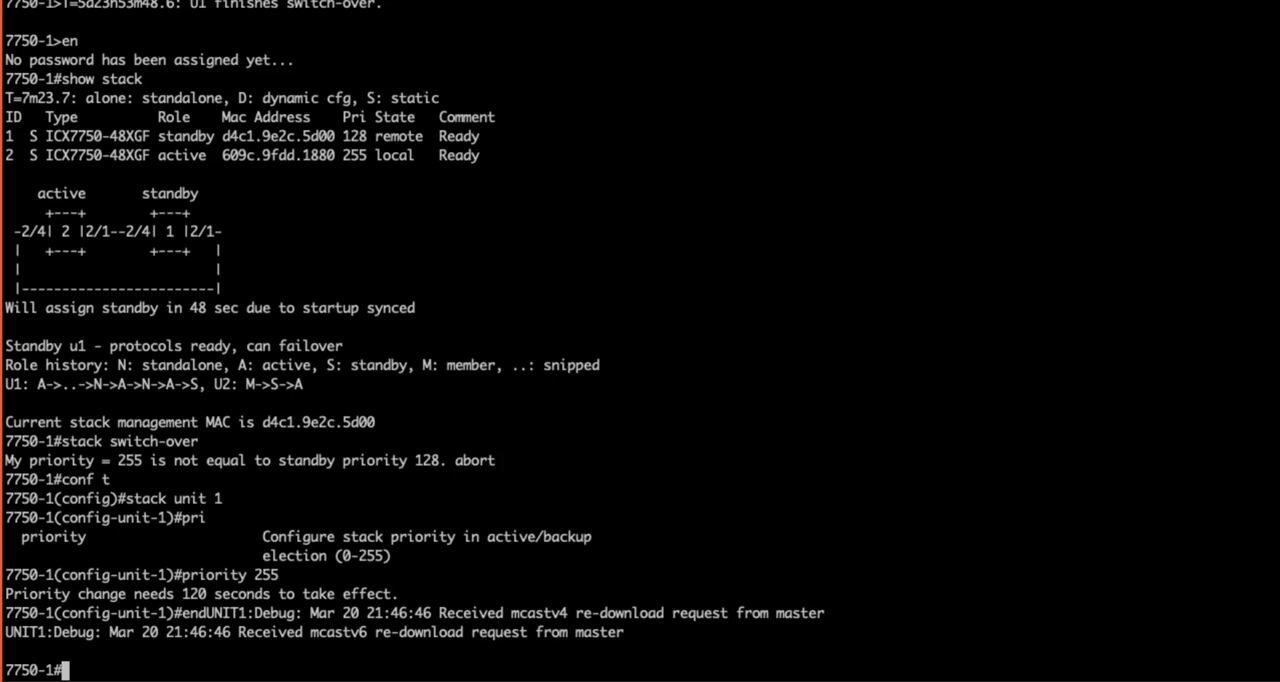 7750-1>T=5d23h53m48.6: U1 finishes switch-over.
7750-1>en
No password has been assigned yet...
7750-1#show stack
T=7m23.7: alone: standalone, D: dynamic cfg, S: static
ID   Type          Role    Mac Address    Pri State   Comment
1  S ICX7750-48XGF standby d4c1.9e2c.5d00 128 remote  Ready
2  S ICX7750-48XGF active  609c.9fdd.1880 255 local   Ready
    active       standby
     +---+        +---+
 -2/4| 2 |2/1--2/4| 1 |2/1-
 |   +---+        +---+   |
 |                        |
 |------------------------|
Will assign standby in 48 sec due to startup synced
Standby u1 - protocols ready, can failover
Role history: N: standalone, A: active, S: standby, M: member, ..: snipped
U1: A->..->N->A->N->A->S, U2: M->S->A
Current stack management MAC is d4c1.9e2c.5d00
7750-1#stack switch-over
My priority = 255 is not equal to standby priority 128. abort
7750-1#conf t
7750-1(config)#stack unit 1
7750-1(config-unit-1)#pri
  priority                      Configure stack priority in active/backup
                                election (0-255)
7750-1(config-unit-1)#priority 255
Priority change needs 120 seconds to take effect.
7750-1(config-unit-1)#endUNIT1:Debug: Mar 20 21:46:46 Received mcastv4 re-download request from master
UNIT1:Debug: Mar 20 21:46:46 Received mcastv6 re-download request from master
7750-1#